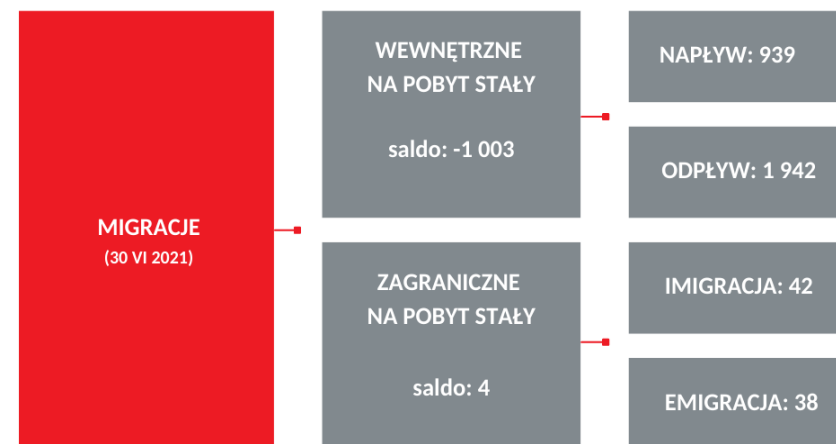 MIGRACJE
(30 VI 2021)
WEWNĘTRZNE
NA POBYT STAŁY
saldo: -1 003
NAPŁYW: 939
ODPŁYW: 1 942
ZAGRANICZNE
NA POBYT STAŁY
saldo: 4
IMIGRACJA: 42
EMIGRACJA: 38